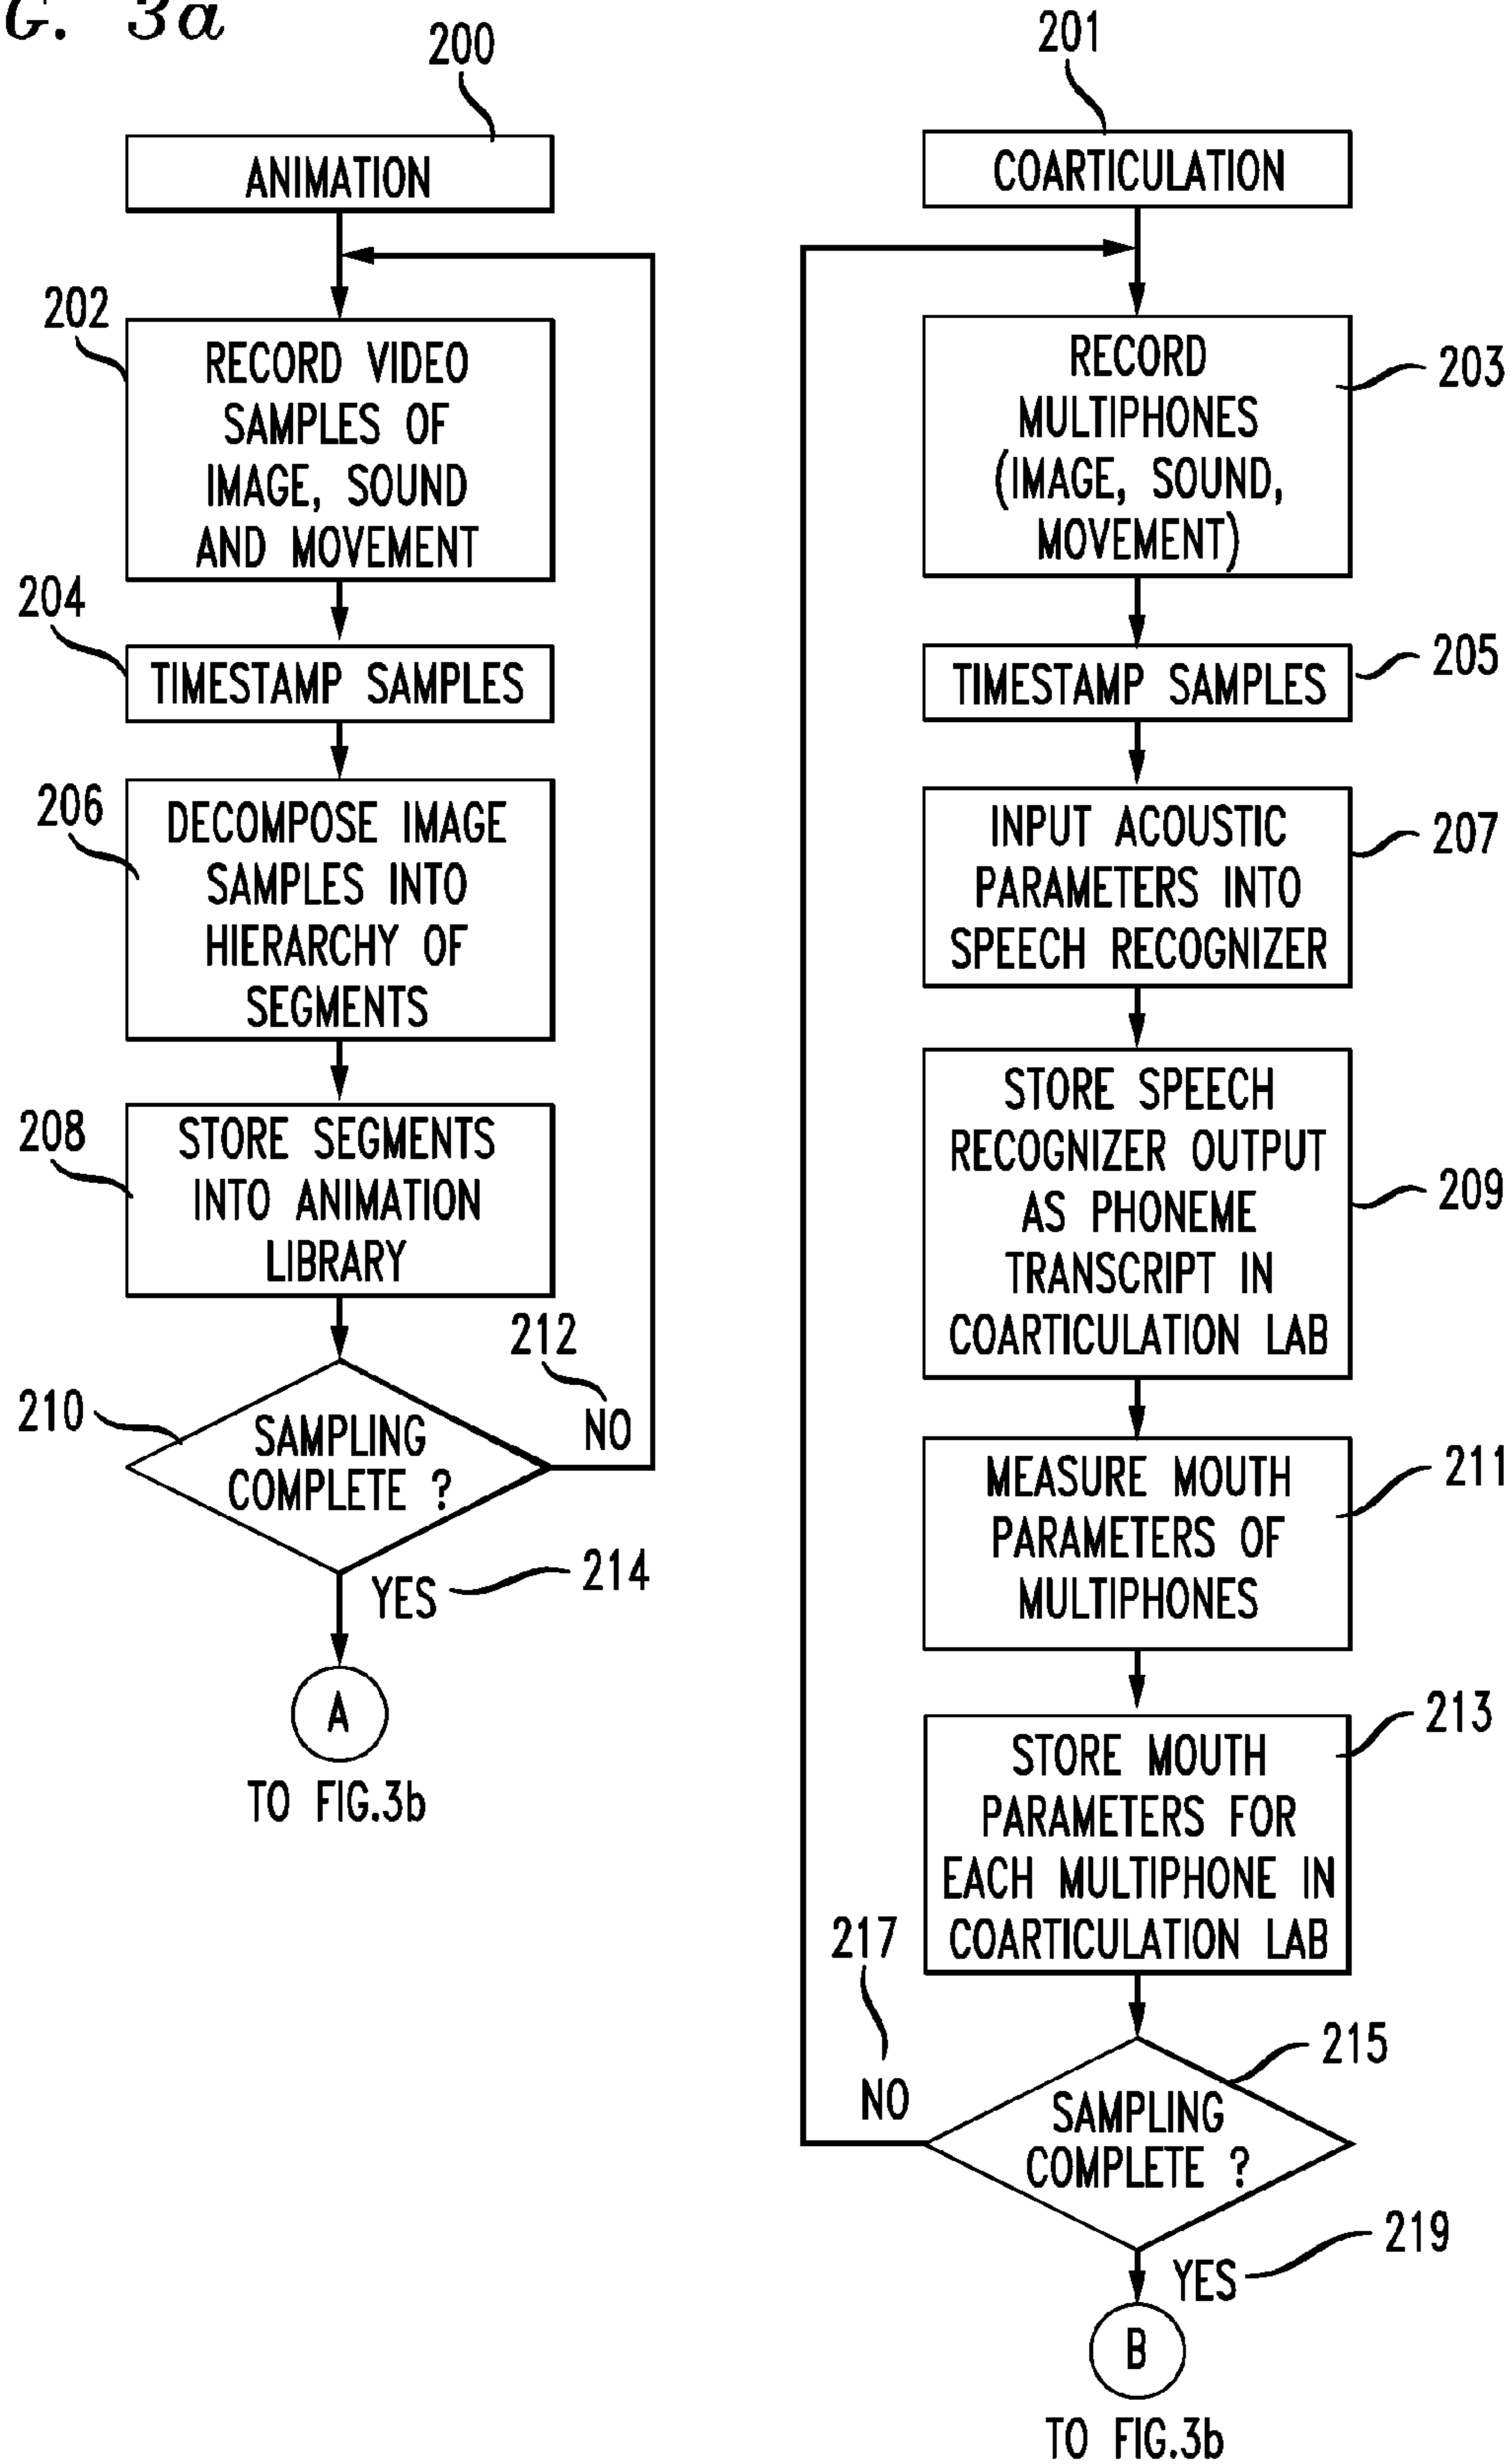 G. 3a
200
ANIMATION
202
RECORD VIDEO
SAMPLES OF
IMAGE, SOUND
AND MOVEMENT
204
TIMESTAMP SAMPLES
206
DECOMPOSE IMAGE
SAMPLES INTO
HIERARCHY OF
SEGMENTS
208
STORE SEGMENTS
INTO ANIMATION
LIBRARY
210
SAMPLING
COMPLETE ?
212
NO
YES
214
A
TO FIG.3b
201
COARTICULATION
RECORD
MULTIPHONES
(IMAGE, SOUND,
MOVEMENT)
203
TIMESTAMP SAMPLES
205
INPUT ACOUSTIC
PARAMETERS INTO
SPEECH RECOGNIZER
207
STORE SPEECH
RECOGNIZER OUTPUT
AS PHONEME
TRANSCRIPT IN
COARTICULATION LAB
209
MEASURE MOUTH
PARAMETERS OF
MULTIPHONES
211
STORE MOUTH
PARAMETERS FOR
EACH MULTIPHONE IN
COARTICULATION LAB
213
217
NO
SAMPLING
COMPLETE ?
215
YES
219
B
TO FIG.3b